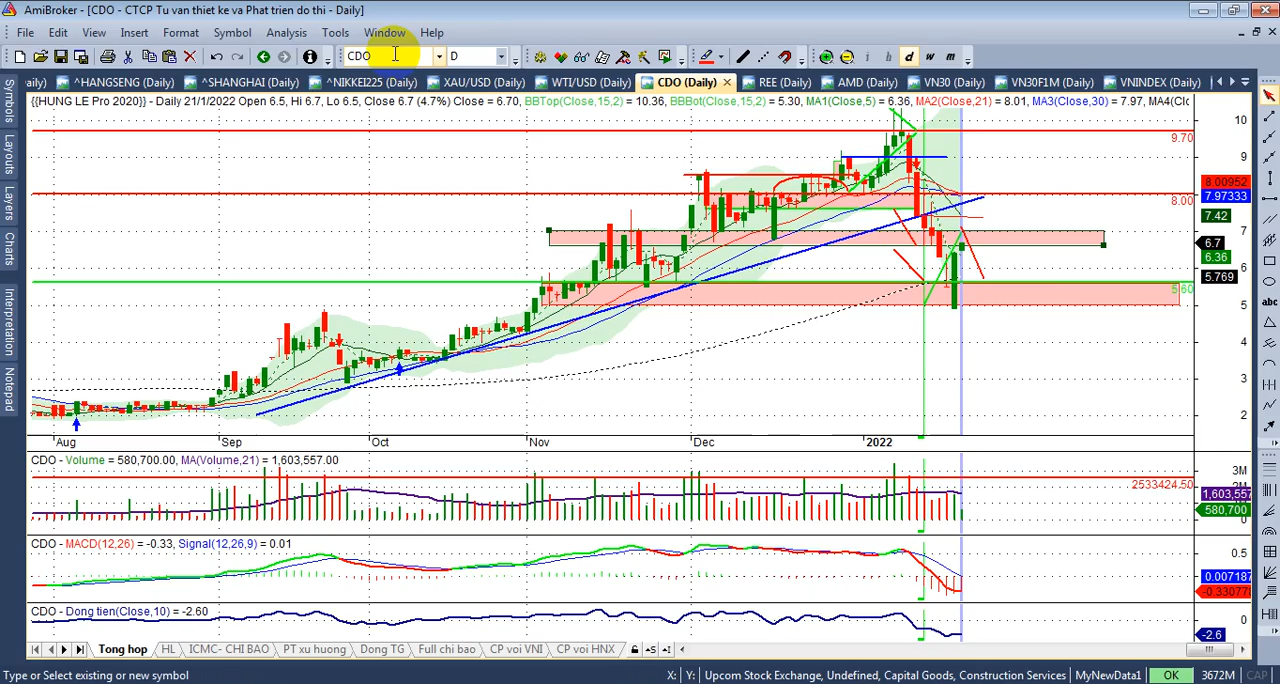 AmiBroker - [CDO - CTCP Tu van thiet ke va Phat trien do thi - Daily]
File Edit View Insert Format Symbol Analysis Tools Window Help
CDO D
i h d w m
aily) ^HANGSENG (Daily) ^SHANGHAI (Daily) ^NIKKEI225 (Daily) XAU/USD (Daily) WTI/USD (Daily) CDO (Daily) REE (Daily) AMD (Daily) VN30 (Daily) VN30F1M (Daily) VNINDEX (Daily)
{{HUNG LE Pro 2020}} - Daily 21/1/2022 Open 6.5, Hi 6.7, Lo 6.5, Close 6.7 (4.7%) Close = 6.70, BBTop(Close,15,2) = 10.36, BBBot(Close,15,2) = 5.30, MA1(Close,5) = 6.36, MA2(Close,21) = 8.01, MA3(Close,30) = 7.97, MA4(Clo
Symbols
Layouts
Layers
Charts
Interpretation
Notepad
10
9.70
9
8.00952
8.00
7.97333
7.42
7
6.7
6.36
6
5.769
5.60
5
4
3
2
Aug Sep Oct Nov Dec 2022
CDO - Volume = 580,700.00, MA(Volume,21) = 1,603,557.00
3M
2533424.50
1,603,557
580,700
0
CDO - MACD(12,26) = -0.33, Signal(12,26,9) = 0.01
0.5
0.007187
-0.33077
CDO - Dong tien(Close,10) = -2.60
0
-2.6
Tong hop HL ICMC- CHI BAO PT xu huong Dong TG Full chi bao CP voi VNI CP voi HNX
Type or Select existing or new symbol X: Y: Upcom Stock Exchange, Undefined, Capital Goods, Construction Services MyNewData1 OK 3672M CAP
abc